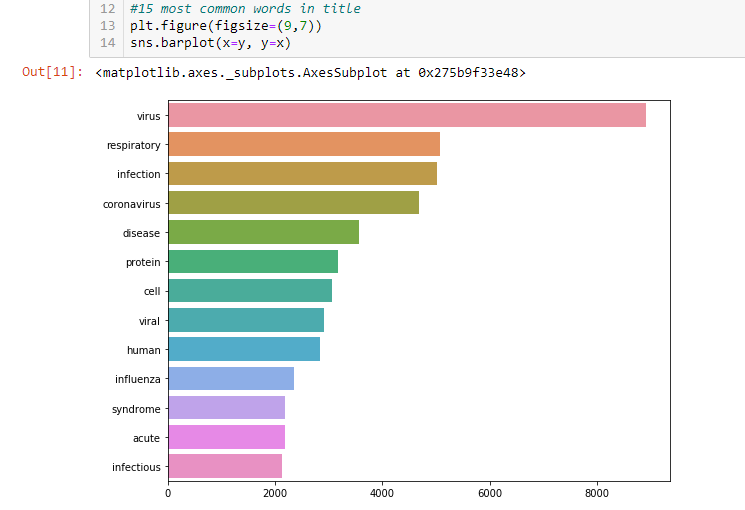 12 #15 most common words in title
13 plt.figure(figsize=(9,7))
14 sns.barplot(x=y, y=x)
Out[11]: <matplotlib.axes._subplots.AxesSubplot at 0x275b9f33e48>
virus
respiratory
infection
coronavirus
disease
protein
cell
viral
human
influenza
syndrome
acute
infectious
0 2000 4000 6000 8000